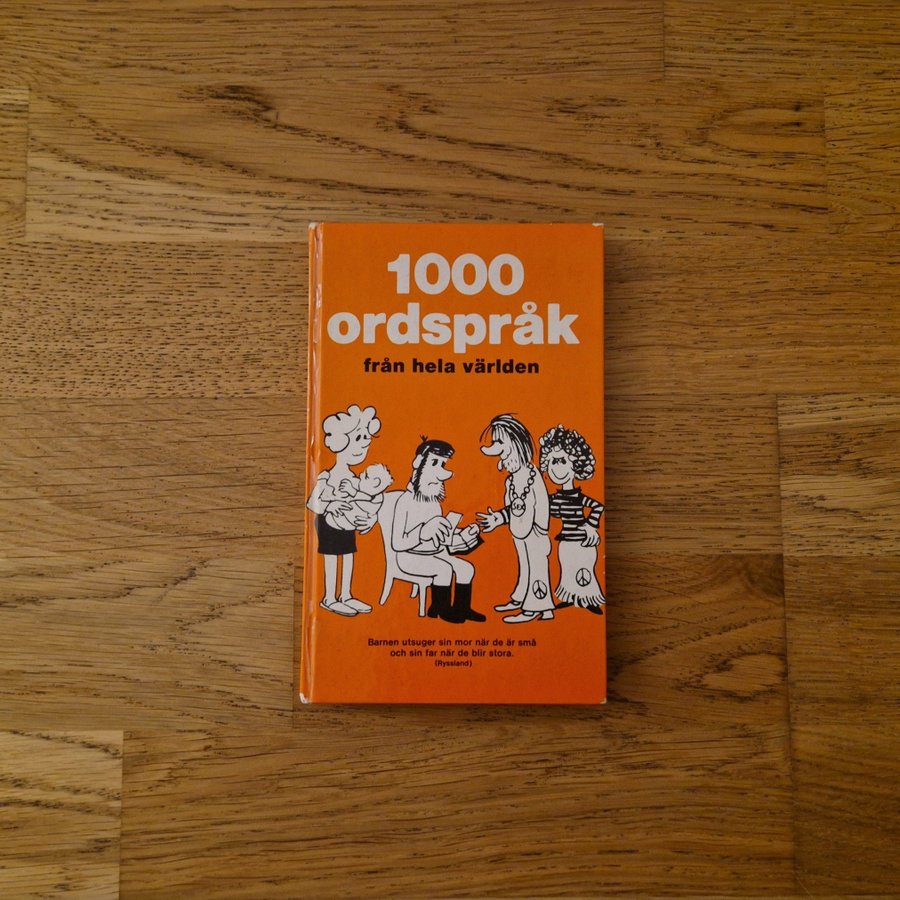 1000
ordspråk
från hela världen
SEX
Barnen utsuger sin mor när de är små
och sin far när de blir stora.
(Ryssland)